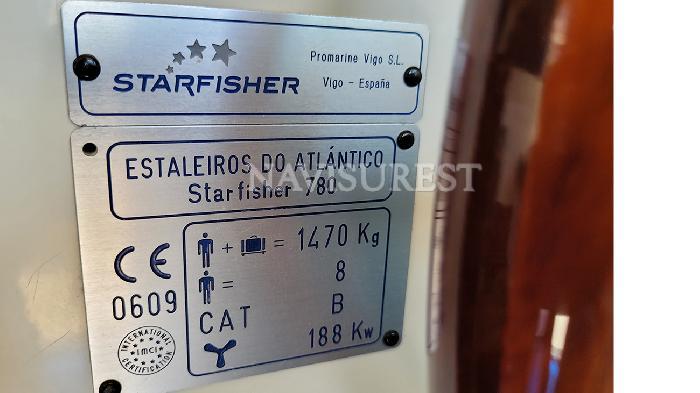 STARFISHER
Promarine Vigo S.L.
Vigo - España
ESTALEIROS DO ATLÁNTICO
Starfisher 780
NAVISUREST
CE
0609
+ = 1470 Kg
= 8
CAT B
188 Kw
INTERNATIONAL
IMCI
CERTIFICATION